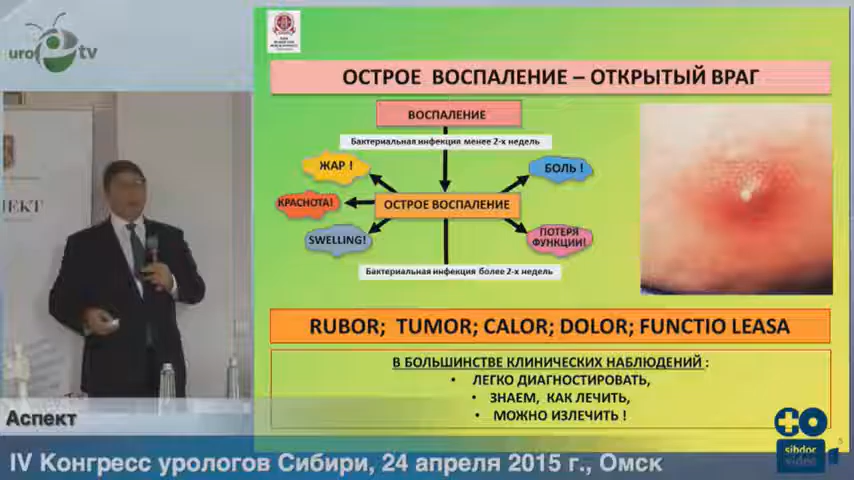 uro
tv
ОСТРОЕ ВОСПАЛЕНИЕ – ОТКРЫТЫЙ ВРАГ
ВОСПАЛЕНИЕ
Бактериальная инфекция менее 2-х недель
ЖАР !
БОЛЬ !
КРАСНОТА!
ОСТРОЕ ВОСПАЛЕНИЕ
SWELLING!
ПОТЕРЯ
ФУНКЦИИ!
Бактериальная инфекция более 2-х недель
RUBOR; TUMOR; CALOR; DOLOR; FUNCTIO LEASA
В БОЛЬШИНСТВЕ КЛИНИЧЕСКИХ НАБЛЮДЕНИЙ :
• ЛЕГКО ДИАГНОСТИРОВАТЬ,
• ЗНАЕМ, КАК ЛЕЧИТЬ,
• МОЖНО ИЗЛЕЧИТЬ !
5
Аспект
sibdoc
video
IV Конгресс урологов Сибири, 24 апреля 2015 г., Омск